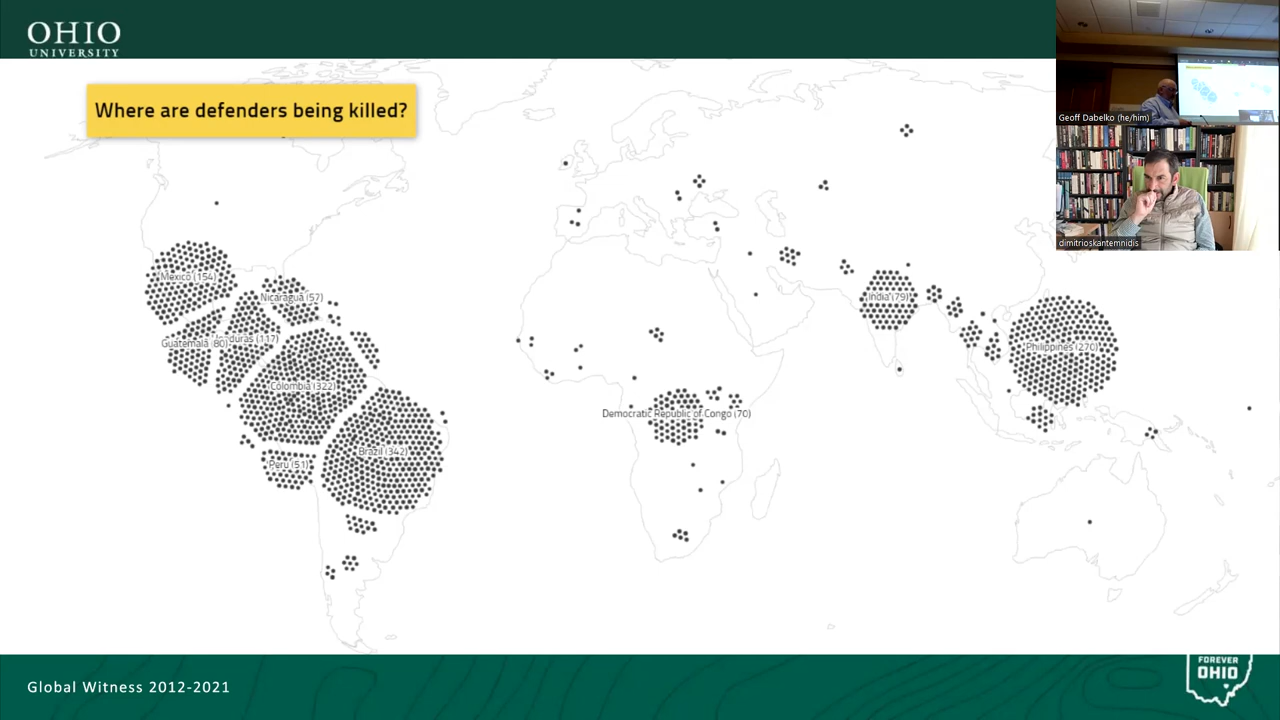 OHIO
UNIVERSITY
Where are defenders being killed?
Geoff Dabelko (he/him)
dimitrioskantemnidis
Mexico (154)
Nicaragua (57)
Guatemala (80)
duras (117)
Colombia (322)
Brazil (342)
Peru (51)
Democratic Republic of Congo (70)
India (79)
Philippines (270)
Global Witness 2012-2021
FOREVER
OHIO